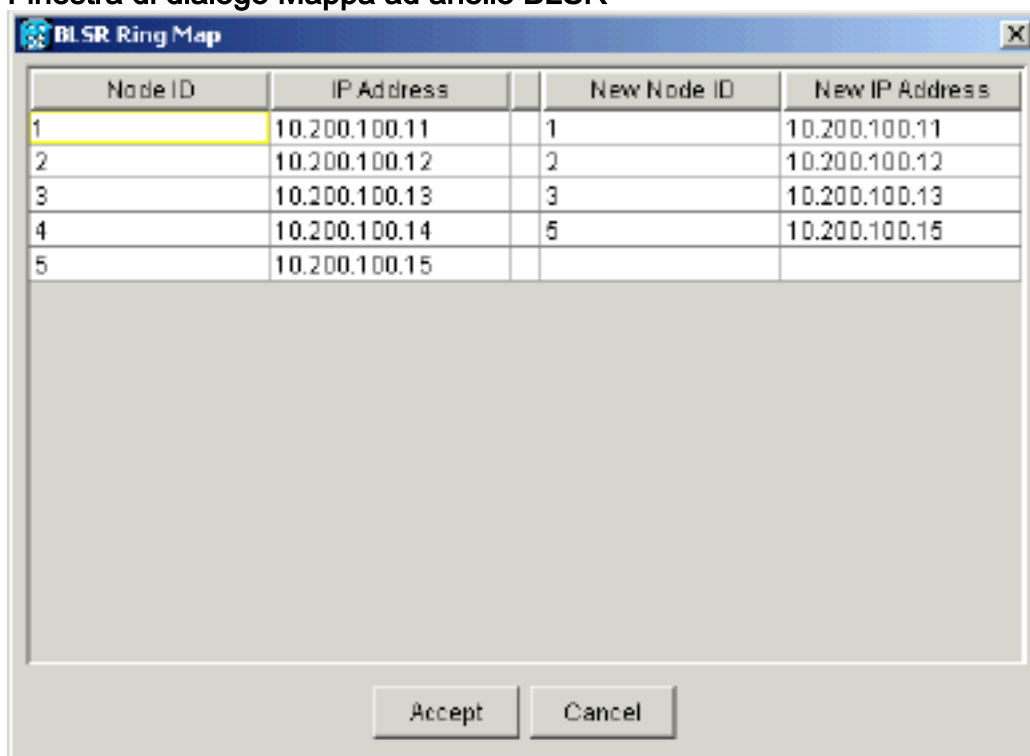 Finestra di dialogo Mappa ad anello BLSR
BLSR Ring Map
Node ID IP Address New Node ID New IP Address
1 10.200.100.11 1 10.200.100.11
2 10.200.100.12 2 10.200.100.12
3 10.200.100.13 3 10.200.100.13
4 10.200.100.14 5 10.200.100.15
5 10.200.100.15
Accept Cancel